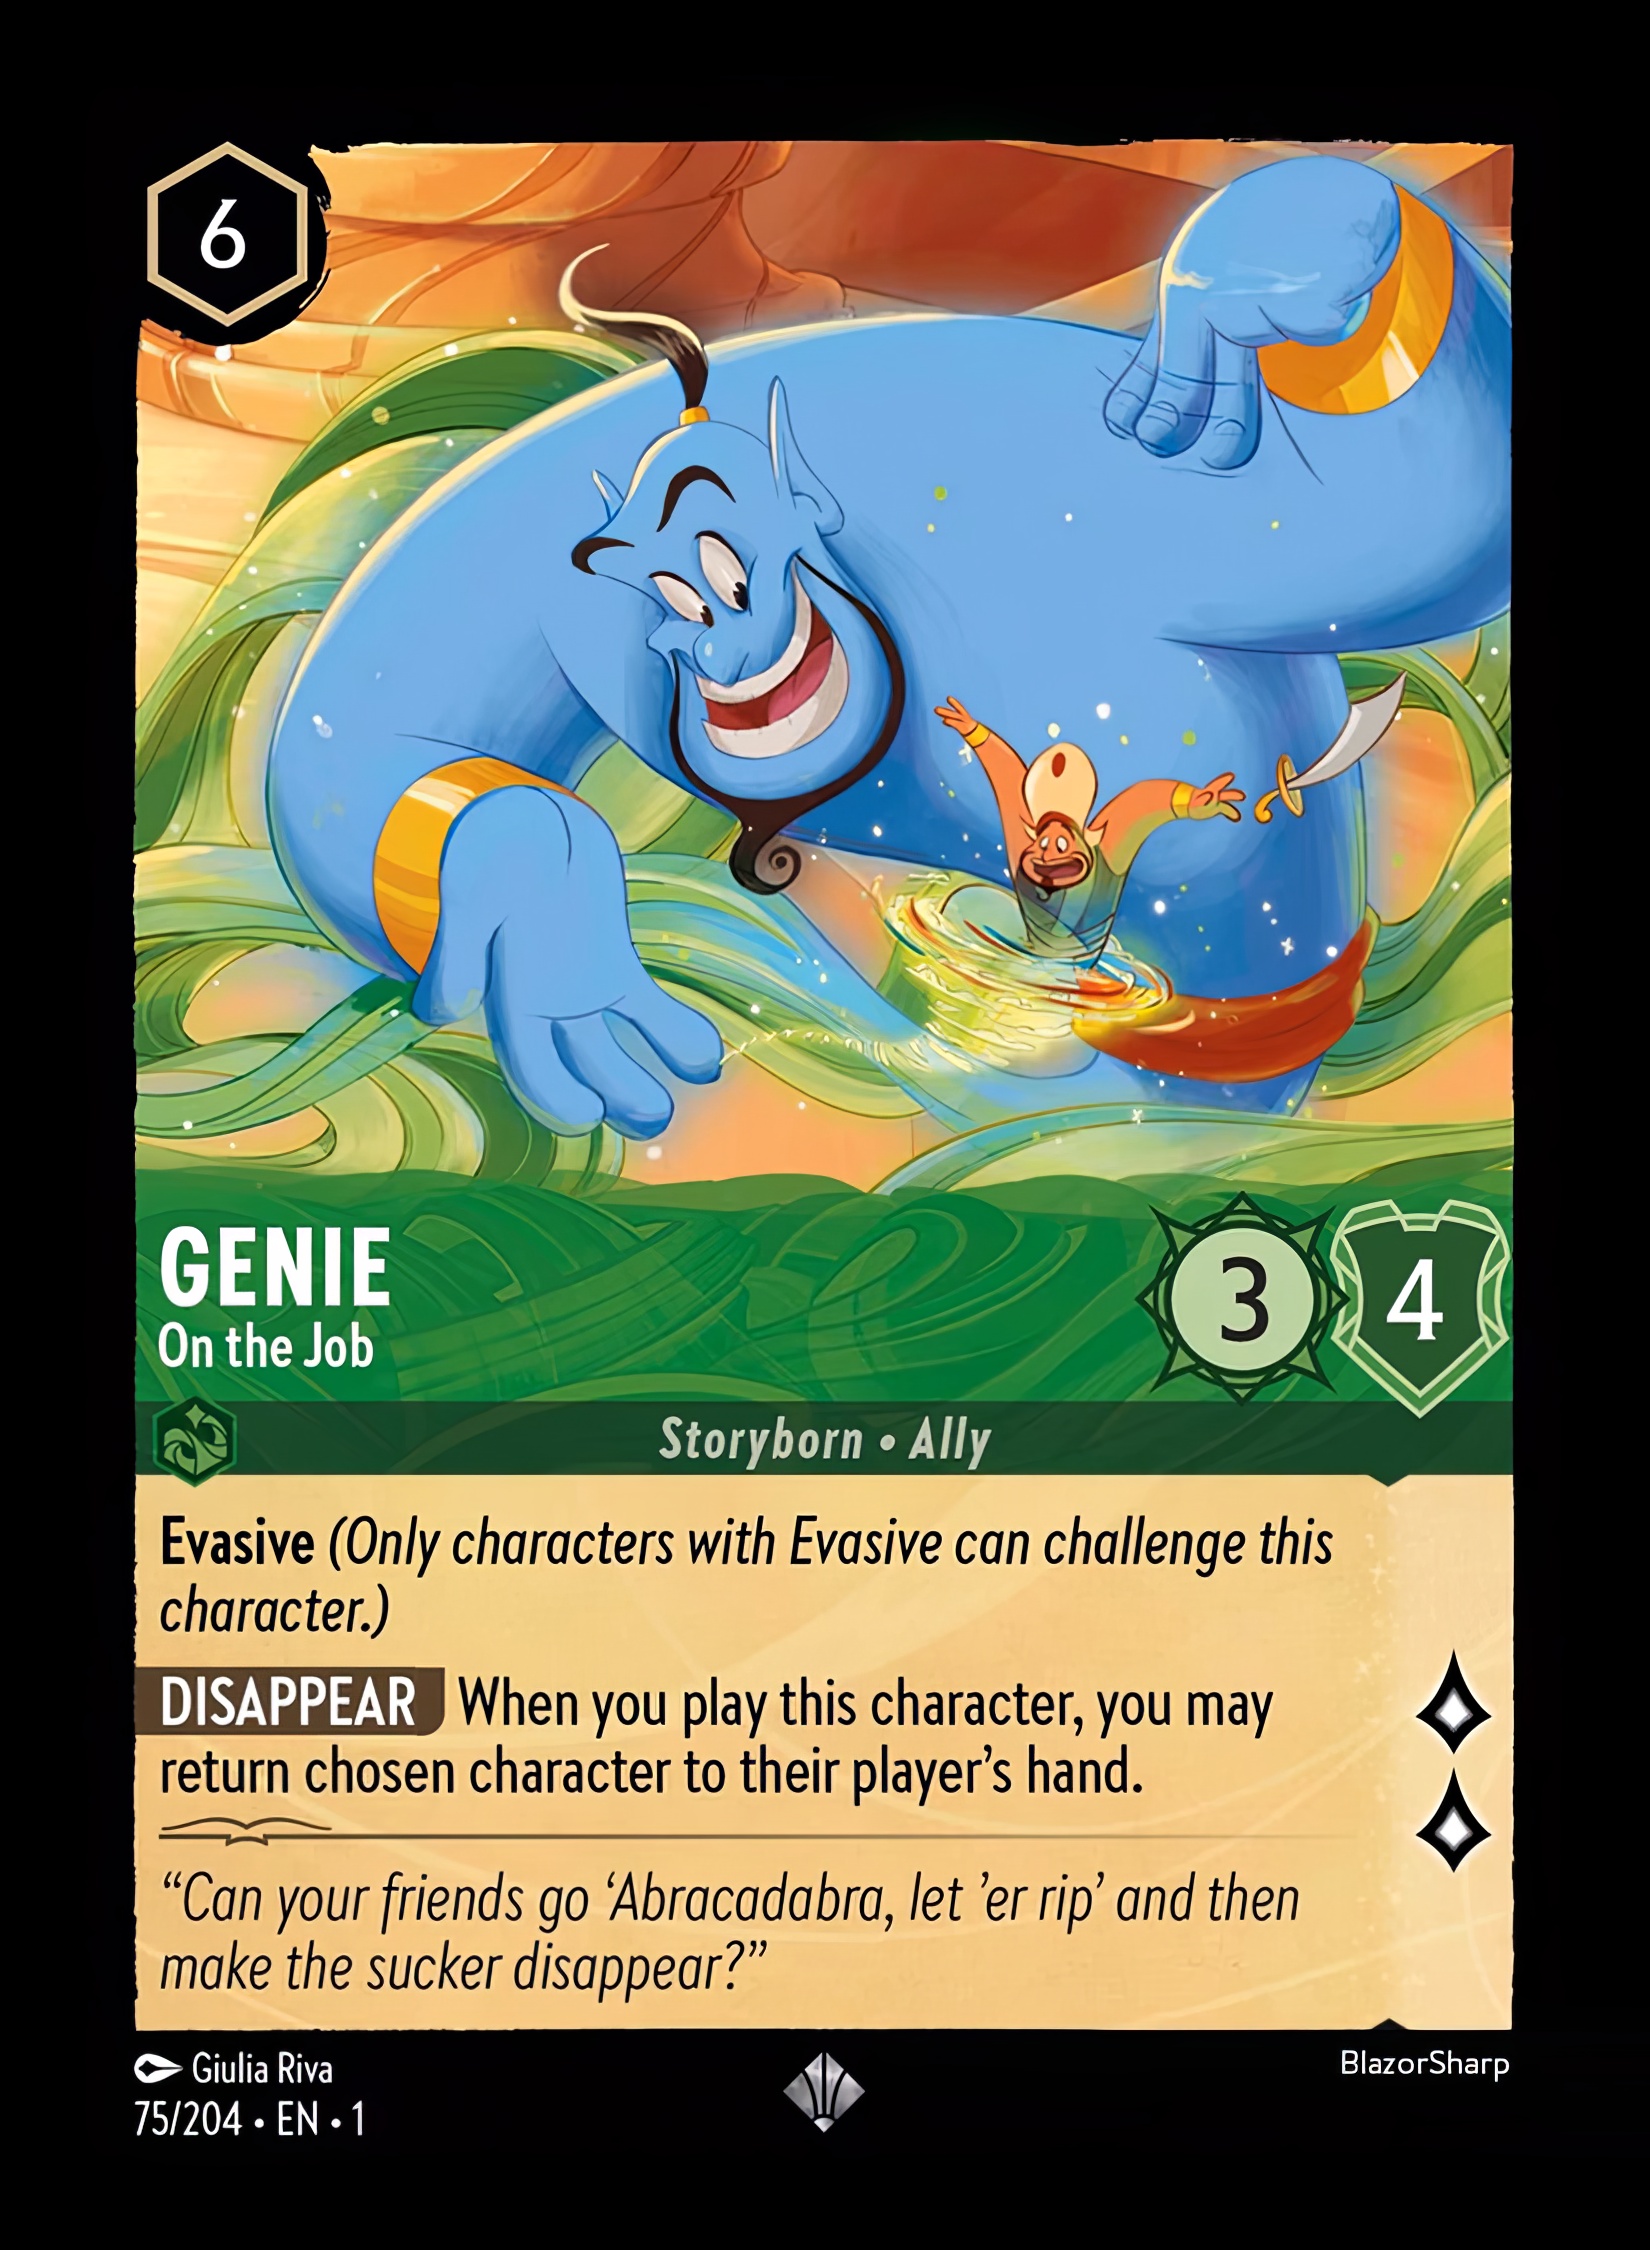 6
GENIE
On the Job
3
4
Storyborn • Ally
Evasive (Only characters with Evasive can challenge this
character.)
DISAPPEAR When you play this character, you may
return chosen character to their player’s hand.
“Can your friends go ‘Abracadabra, let ’er rip’ and then
make the sucker disappear?”
Giulia Riva
75/204 • EN • 1
BlazorSharp